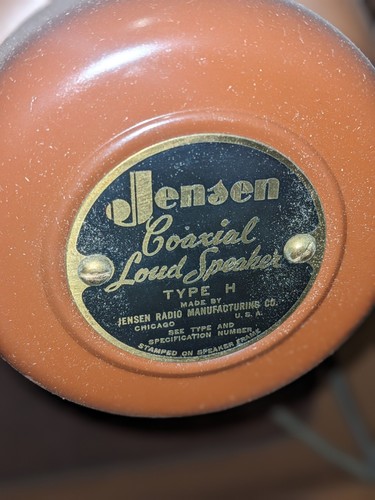 Jensen
Coaxial
Loud Speaker
TYPE H
MADE BY
JENSEN RADIO MANUFACTURING CO.
CHICAGO U.S.A.
SEE TYPE AND
SPECIFICATION NUMBER
STAMPED ON SPEAKER FRAME